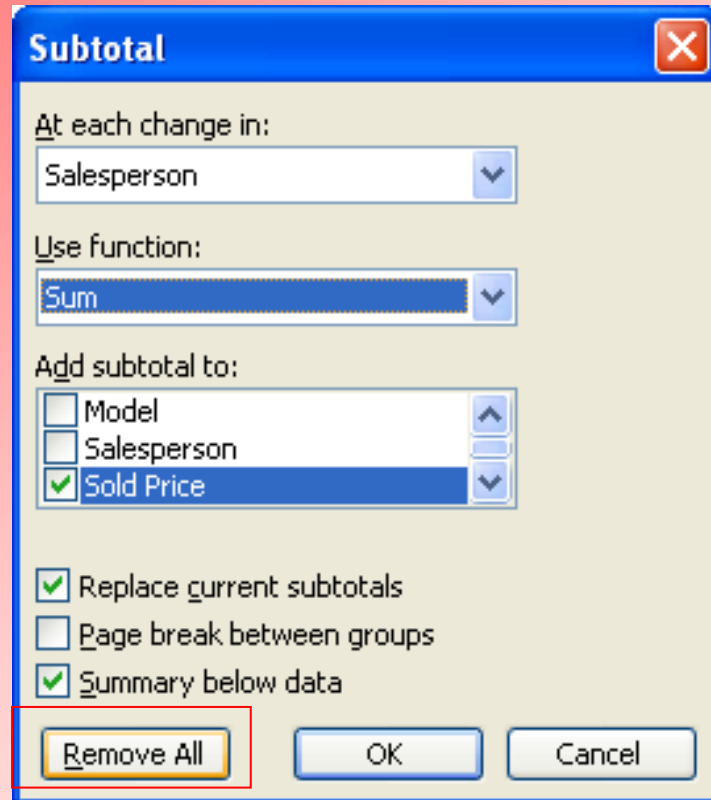 Subtotal
At each change in:
Salesperson
Use function:
Sum
Add subtotal to:
Model
Salesperson
Sold Price
Replace current subtotals
Page break between groups
Summary below data
Remove All OK Cancel